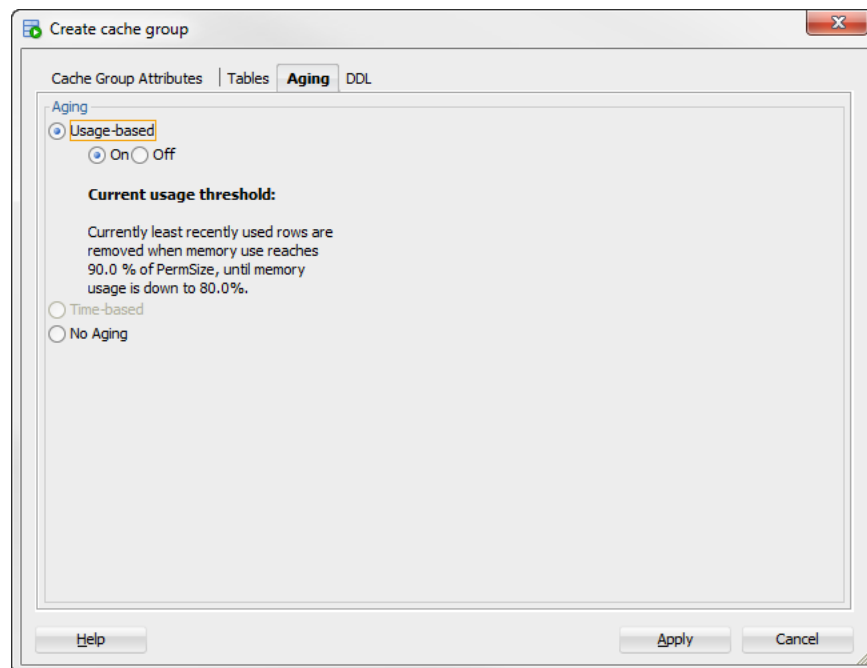 Create cache group
Cache Group Attributes Tables Aging DDL
Aging
Usage-based
On Off
Current usage threshold:
Currently least recently used rows are
removed when memory use reaches
90.0 % of PermSize, until memory
usage is down to 80.0%.
Time-based
No Aging
Help Apply Cancel